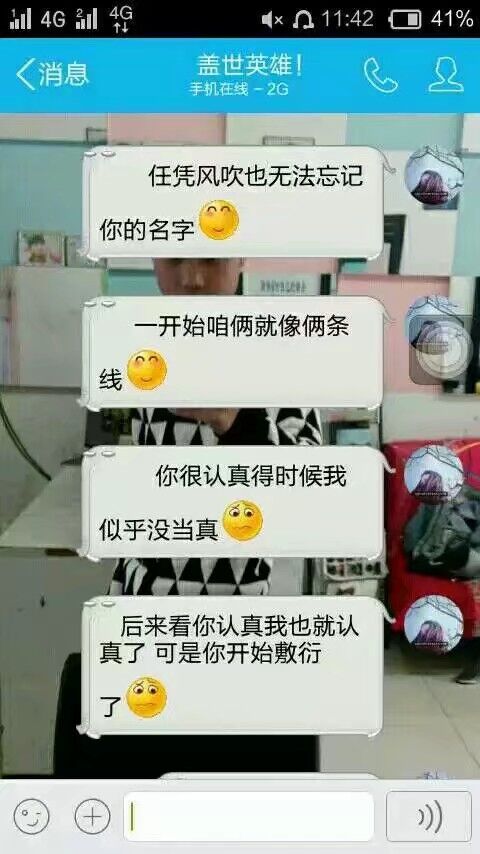 4G 4G 11:42 41%
消息
盖世英雄！
手机在线 – 2G
任凭风吹也无法忘记
你的名字
一开始咱俩就像俩条
线
你很认真得时候我
似乎没当真
后来看你认真我也就认
真了 可是你开始敷衍
了